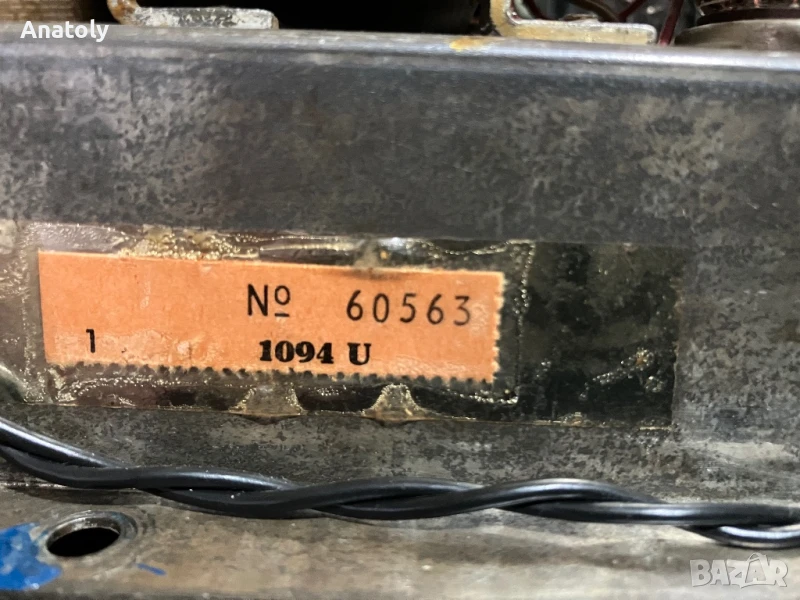 Anatoly
Nº 60563
1
1094 U
BAZAR